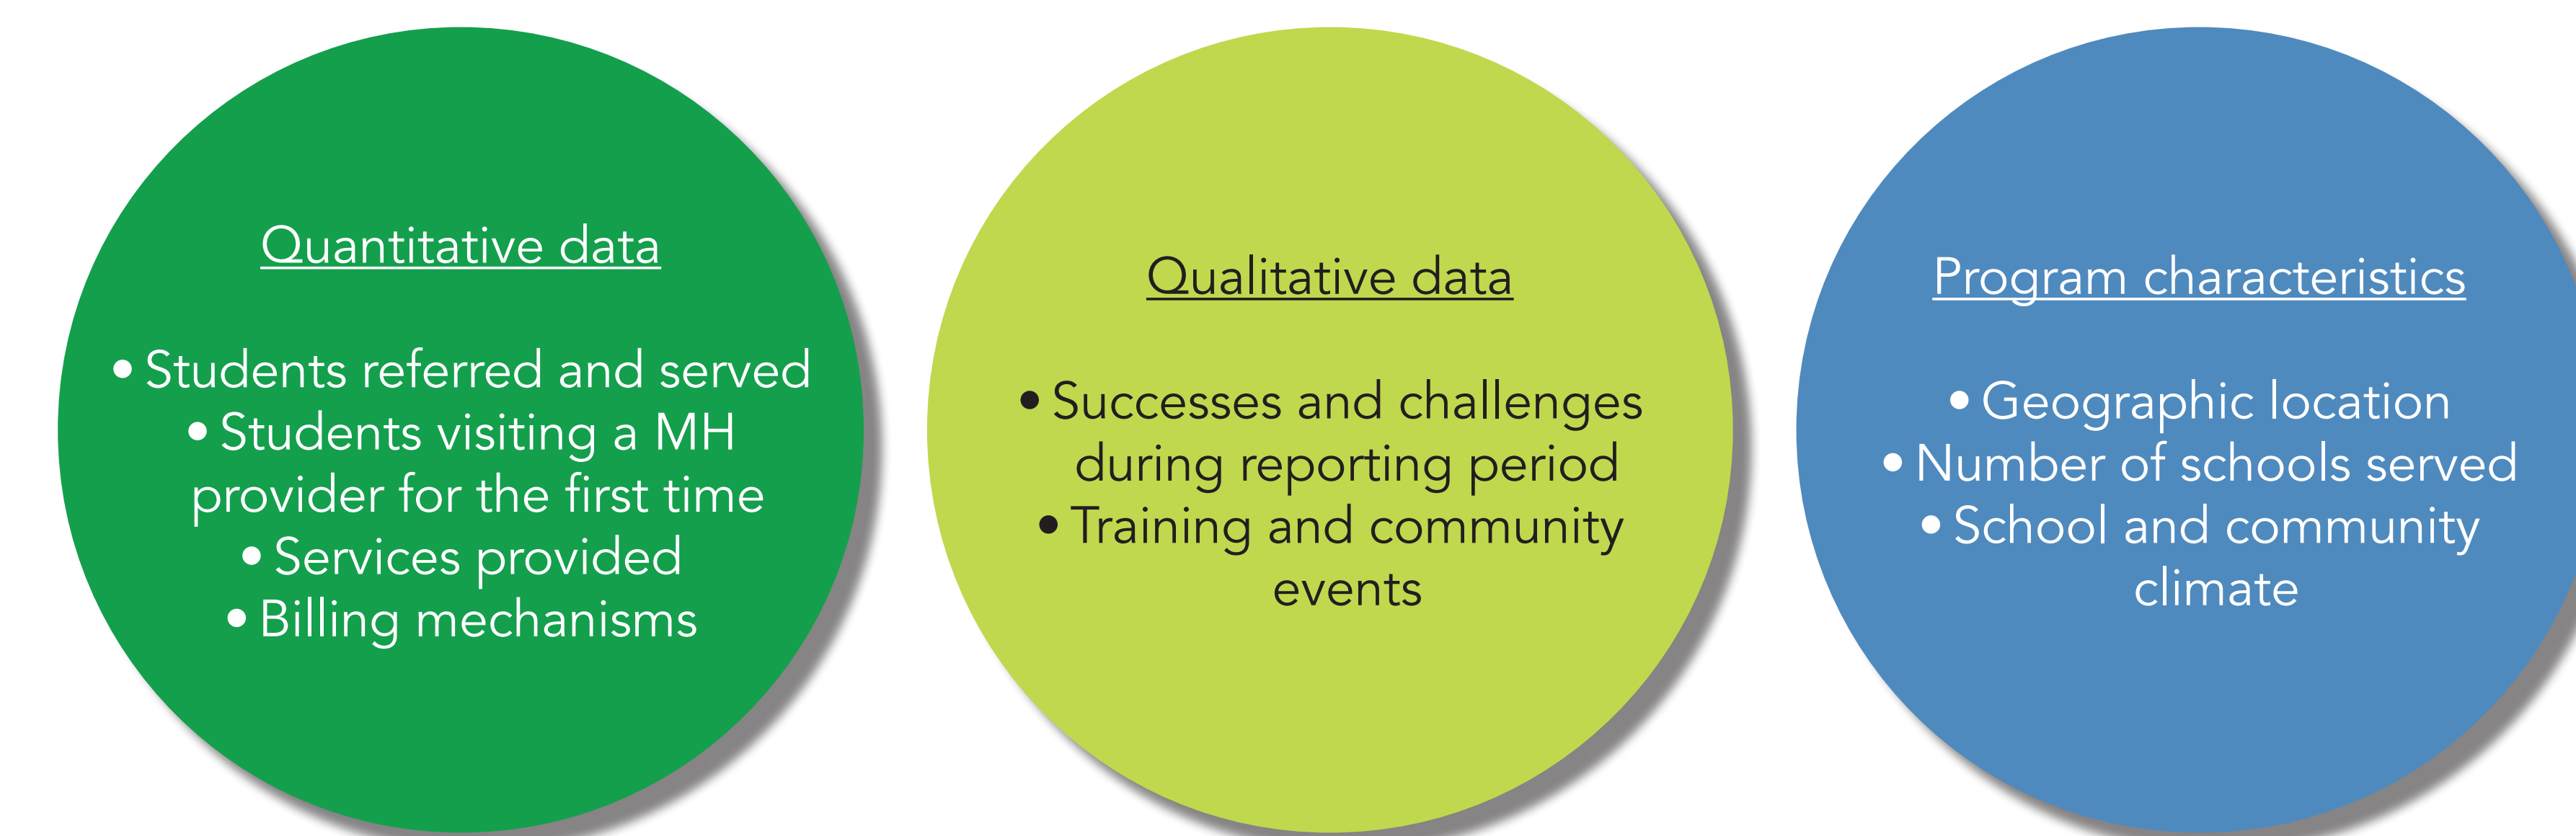 Quantitative data
• Students referred and served
• Students visiting a MH
provider for the first time
• Services provided
• Billing mechanisms
Qualitative data
• Successes and challenges
during reporting period
• Training and community
events
Program characteristics
• Geographic location
• Number of schools served
• School and community
climate